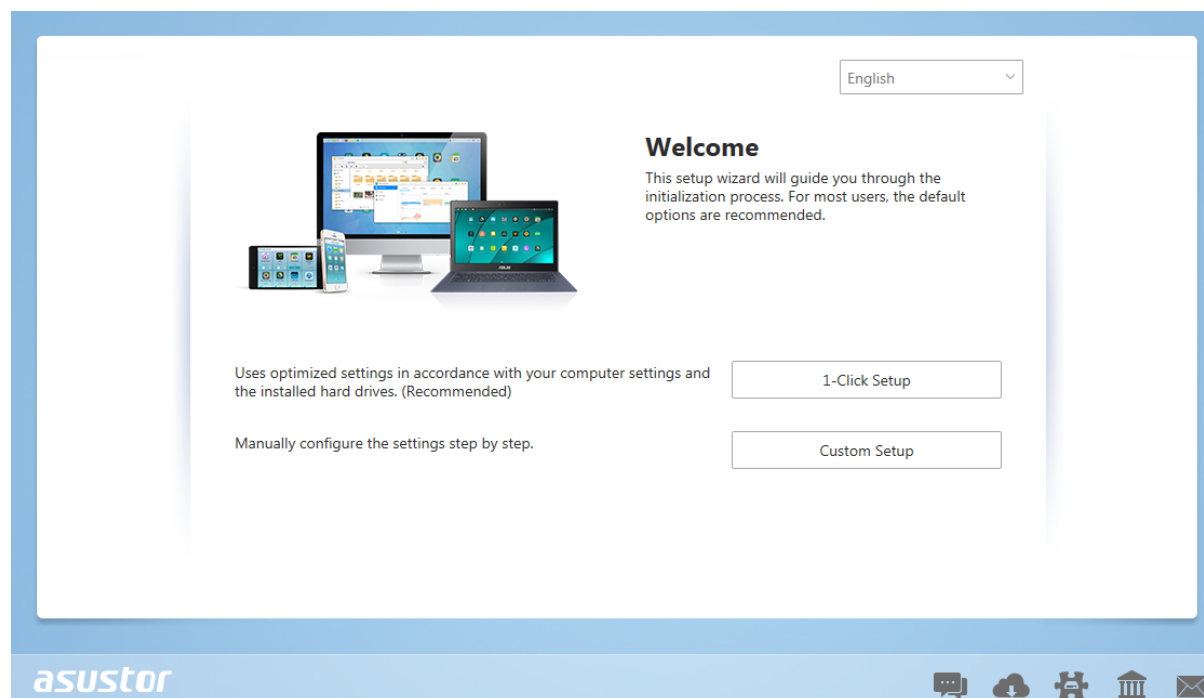 English
Welcome
This setup wizard will guide you through the
initialization process. For most users, the default
options are recommended.
Uses optimized settings in accordance with your computer settings and
the installed hard drives. (Recommended)
1-Click Setup
Manually configure the settings step by step.
Custom Setup
asustor